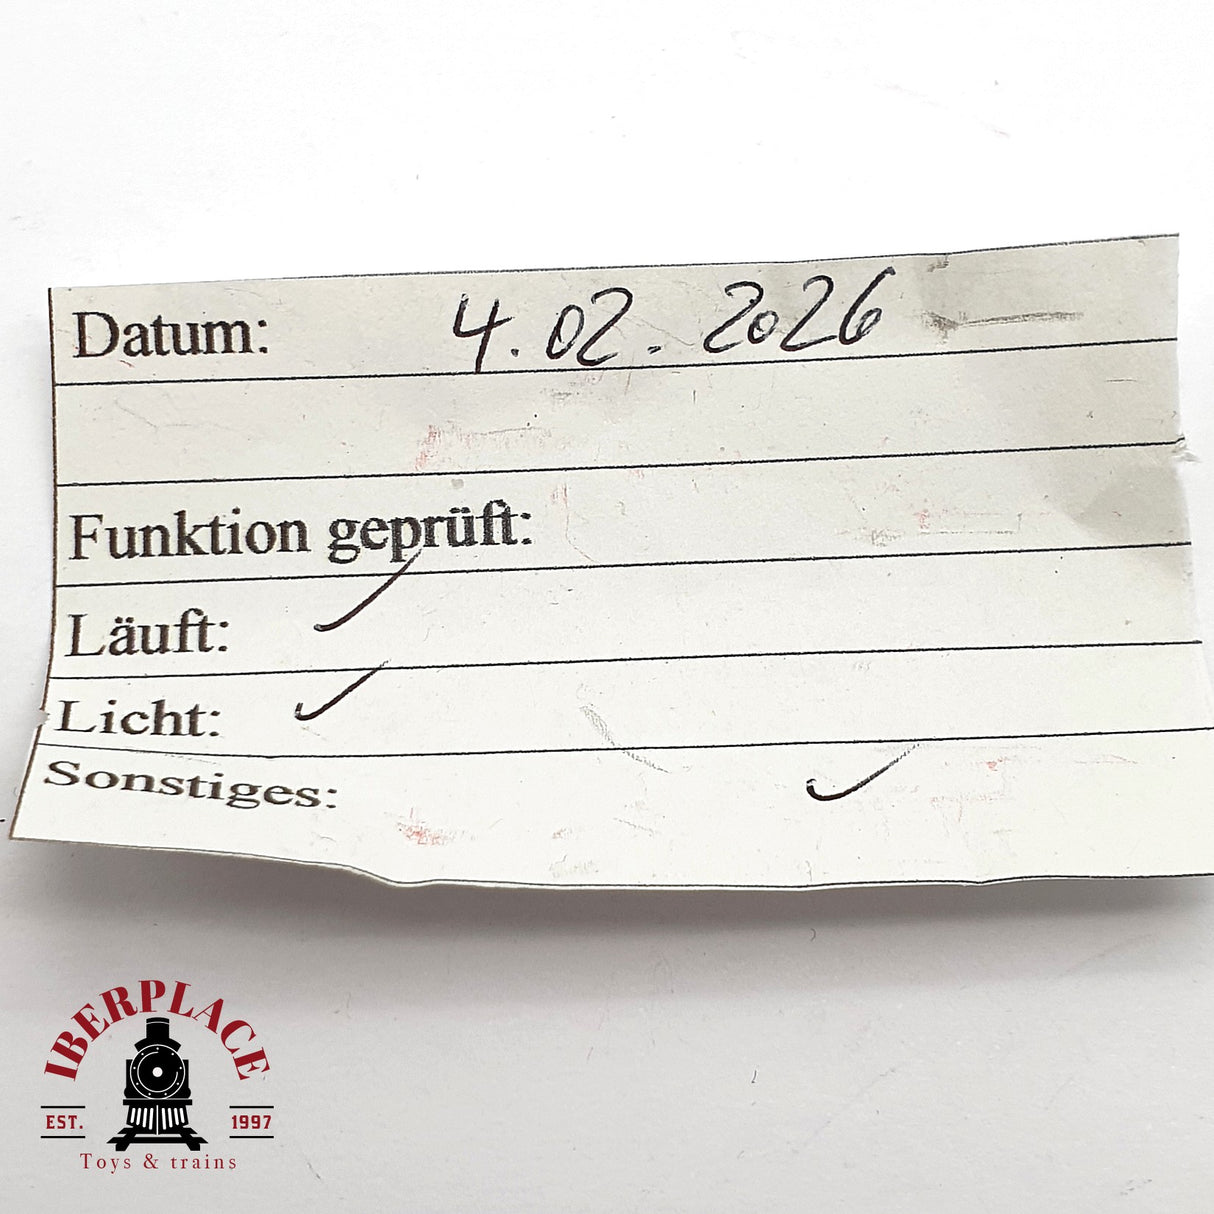 Datum: 4.02.2026
Funktion geprüft:
Läuft: ✓
Licht: ✓
Sonstiges: ✓
IBERPLACE
EST. 1997
Toys & trains